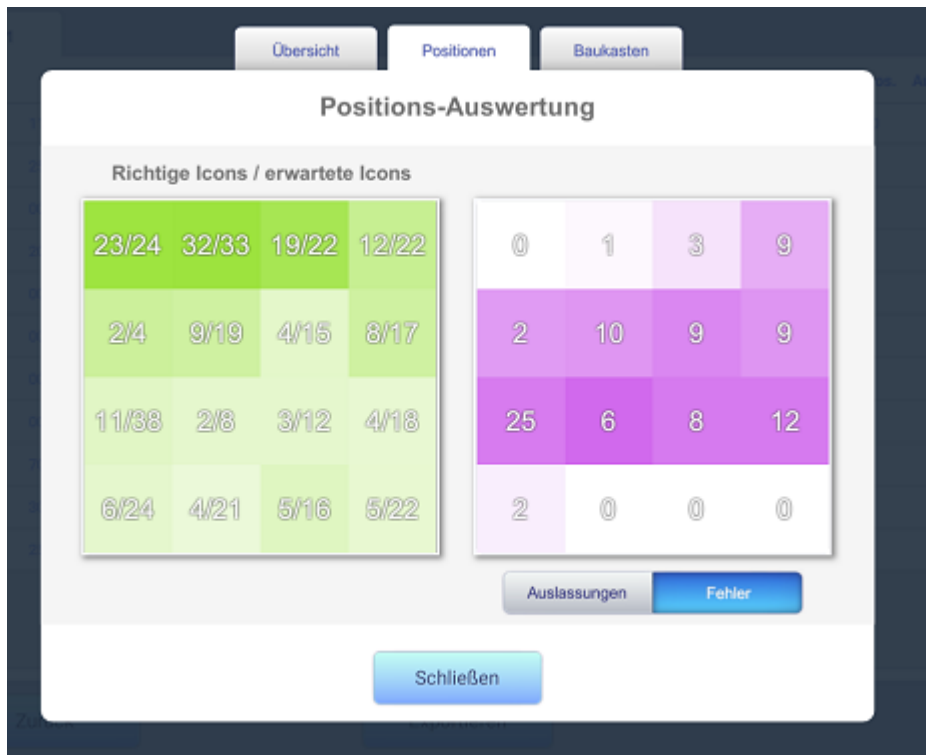 Übersicht
Positionen
Baukasten
Positions-Auswertung
Richtige Icons / erwartete Icons
23/24 32/33 19/22 12/22
2/4 9/19 4/15 8/17
11/38 2/8 3/12 4/18
6/24 4/21 5/16 5/22
0 1 3 9
2 10 9 9
25 6 8 12
2 0 0 0
Auslassungen
Fehler
Schließen